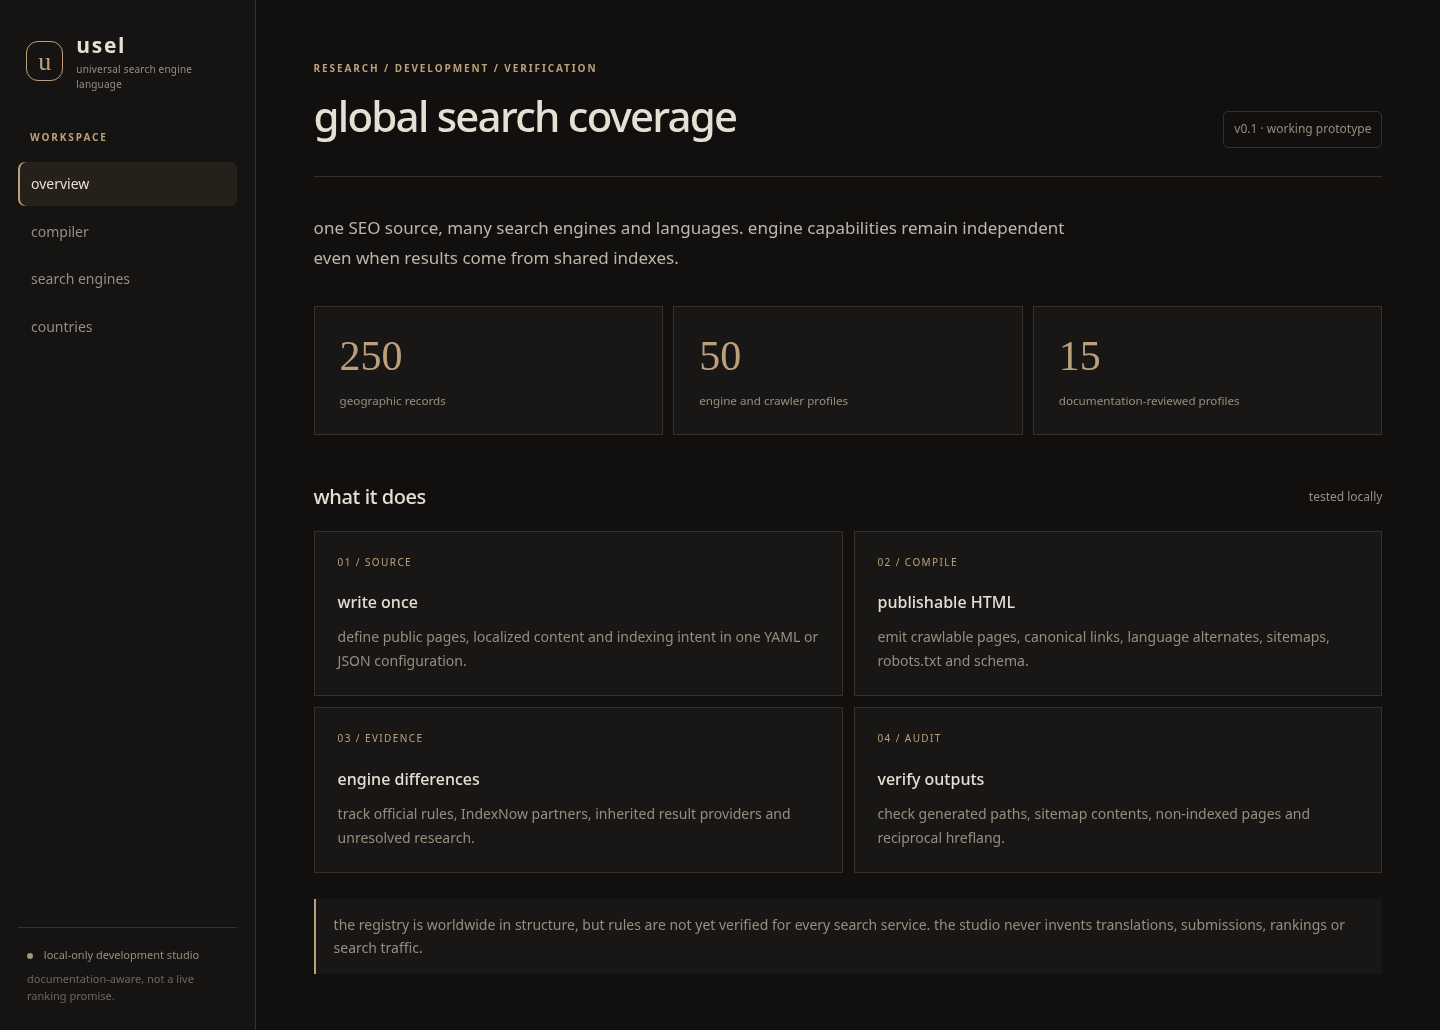 u
usel
universal search engine
language
WORKSPACE
overview
compiler
search engines
countries
local-only development studio
documentation-aware, not a live
ranking promise.
RESEARCH / DEVELOPMENT / VERIFICATION
global search coverage
v0.1 · working prototype
one SEO source, many search engines and languages. engine capabilities remain independent
even when results come from shared indexes.
250
geographic records
50
engine and crawler profiles
15
documentation-reviewed profiles
what it does
tested locally
01 / SOURCE
write once
define public pages, localized content and indexing intent in one YAML or
JSON configuration.
02 / COMPILE
publishable HTML
emit crawlable pages, canonical links, language alternates, sitemaps,
robots.txt and schema.
03 / EVIDENCE
engine differences
track official rules, IndexNow partners, inherited result providers and
unresolved research.
04 / AUDIT
verify outputs
check generated paths, sitemap contents, non-indexed pages and
reciprocal hreflang.
the registry is worldwide in structure, but rules are not yet verified for every search service. the studio never invents translations, submissions, rankings or
search traffic.